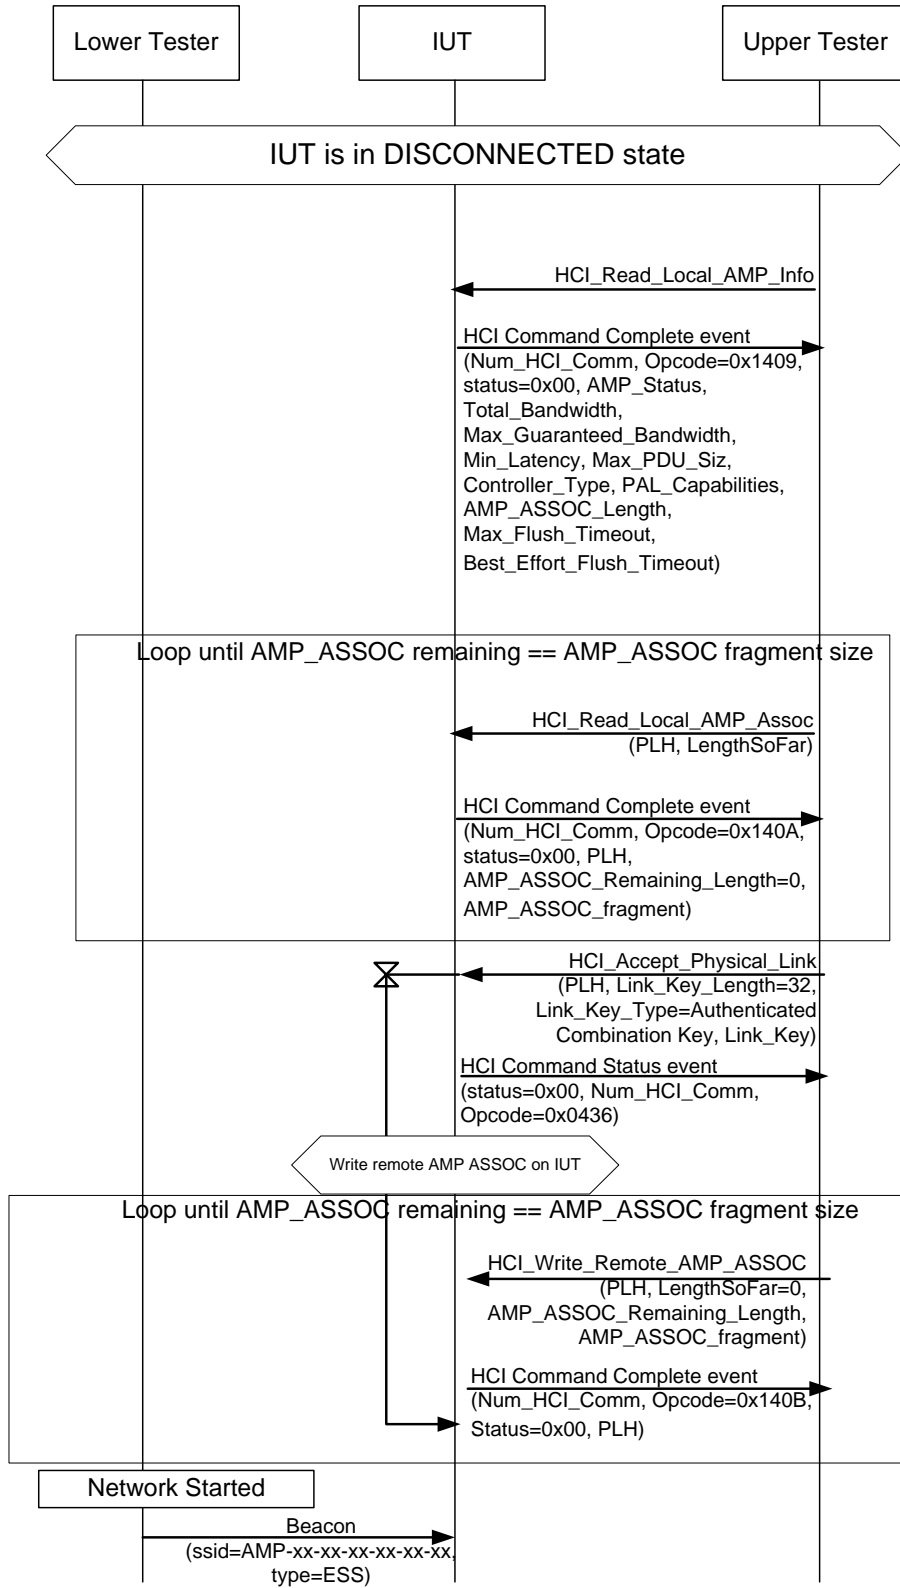 Lower Tester
IUT
Upper Tester
IUT is in DISCONNECTED state
HCI_Read_Local_AMP_Info
HCI Command Complete event
(Num_HCI_Comm, Opcode=0x1409,
status=0x00, AMP_Status,
Total_Bandwidth,
Max_Guaranteed_Bandwidth,
Min_Latency, Max_PDU_Siz,
Controller_Type, PAL_Capabilities,
AMP_ASSOC_Length,
Max_Flush_Timeout,
Best_Effort_Flush_Timeout)
Loop until AMP_ASSOC remaining == AMP_ASSOC fragment size
HCI_Read_Local_AMP_Assoc
(PLH, LengthSoFar)
HCI Command Complete event
(Num_HCI_Comm, Opcode=0x140A,
status=0x00, PLH,
AMP_ASSOC_Remaining_Length=0,
AMP_ASSOC_fragment)
HCI_Accept_Physical_Link
(PLH, Link_Key_Length=32,
Link_Key_Type=Authenticated
Combination Key, Link_Key)
HCI Command Status event
(status=0x00, Num_HCI_Comm,
Opcode=0x0436)
Write remote AMP ASSOC on IUT
Loop until AMP_ASSOC remaining == AMP_ASSOC fragment size
HCI_Write_Remote_AMP_ASSOC
(PLH, LengthSoFar=0,
AMP_ASSOC_Remaining_Length,
AMP_ASSOC_fragment)
HCI Command Complete event
(Num_HCI_Comm, Opcode=0x140B,
Status=0x00, PLH)
Network Started
Beacon
(ssid=AMP-xx-xx-xx-xx-xx-xx,
type=ESS)